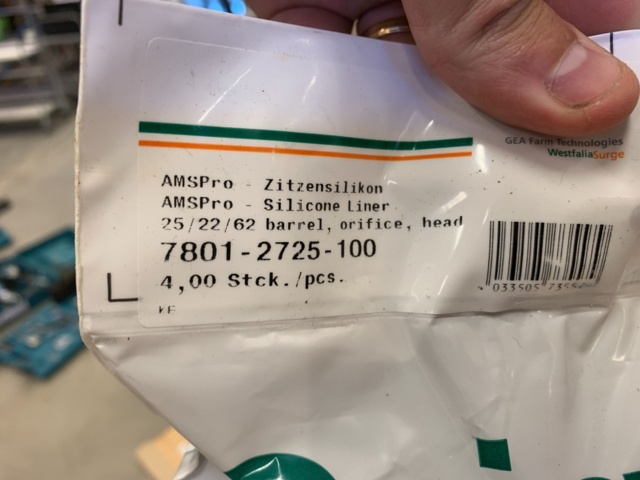 GEA Farm Technologies
WestfaliaSurge
AMSPro - Zitzensilikon
AMSPro - Silicone Liner
25/22/62 barrel, orifice, head
7801-2725-100
4,00 Stck./pcs.